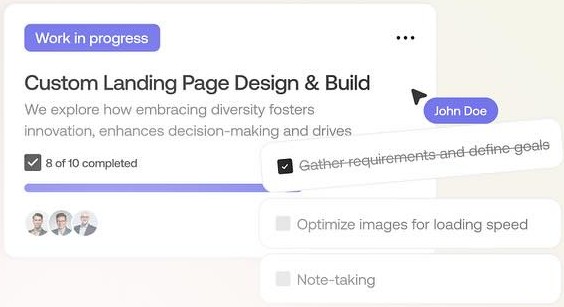 Work in progress
Custom Landing Page Design & Build
John Doe
We explore how embracing diversity fosters
innovation, enhances decision-making and drives
8 of 10 completed
Gather requirements and define goals
Optimize images for loading speed
Note-taking